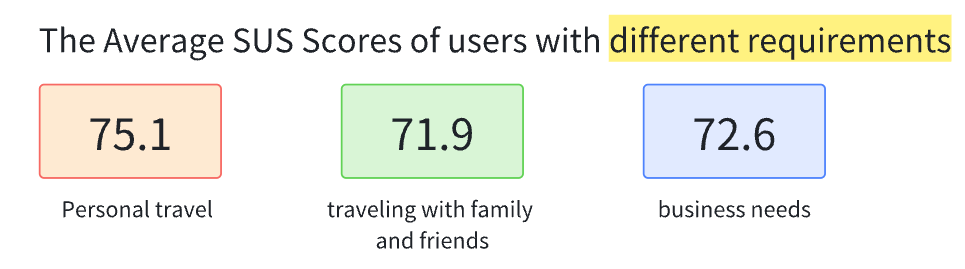 The Average SUS Scores of users with different requirements
75.1
71.9
72.6
Personal travel
traveling with family
and friends
business needs